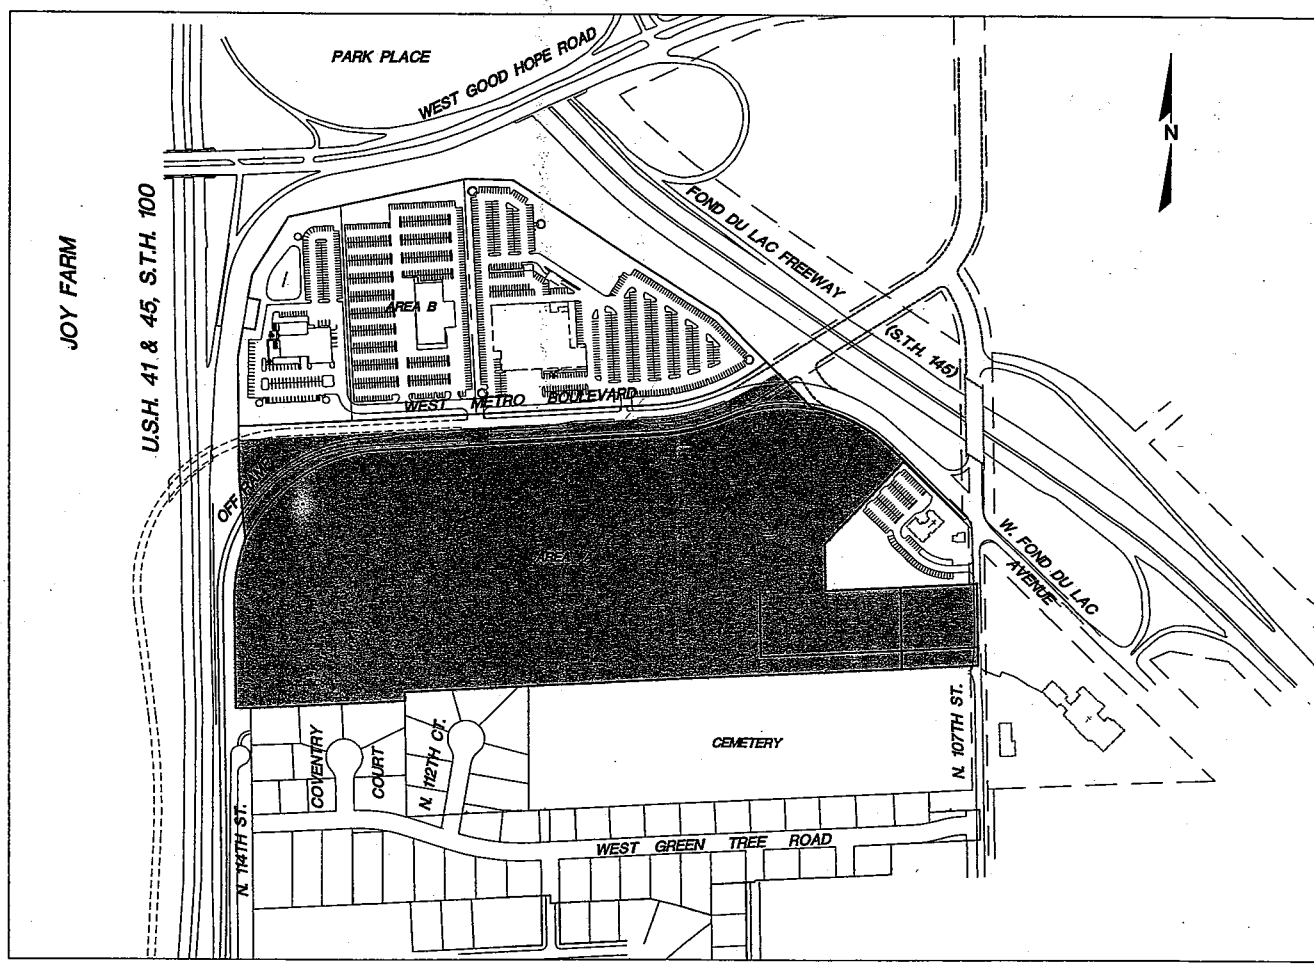 PARK PLACE
WEST GOOD HOPE ROAD
N
JOY FARM
U.S.H. 41 & 45, S.T.H. 100
FOND DU LAC FREEWAY
(S.T.H. 145)
AREA B
WEST METRO BOULEVARD
OFF RAMP
AREA
W. FOND DU LAC
AVENUE
CEMETERY
N. 107TH ST.
COVENTRY
COURT
N. 112TH CT.
N. 114TH ST.
WEST GREEN TREE ROAD